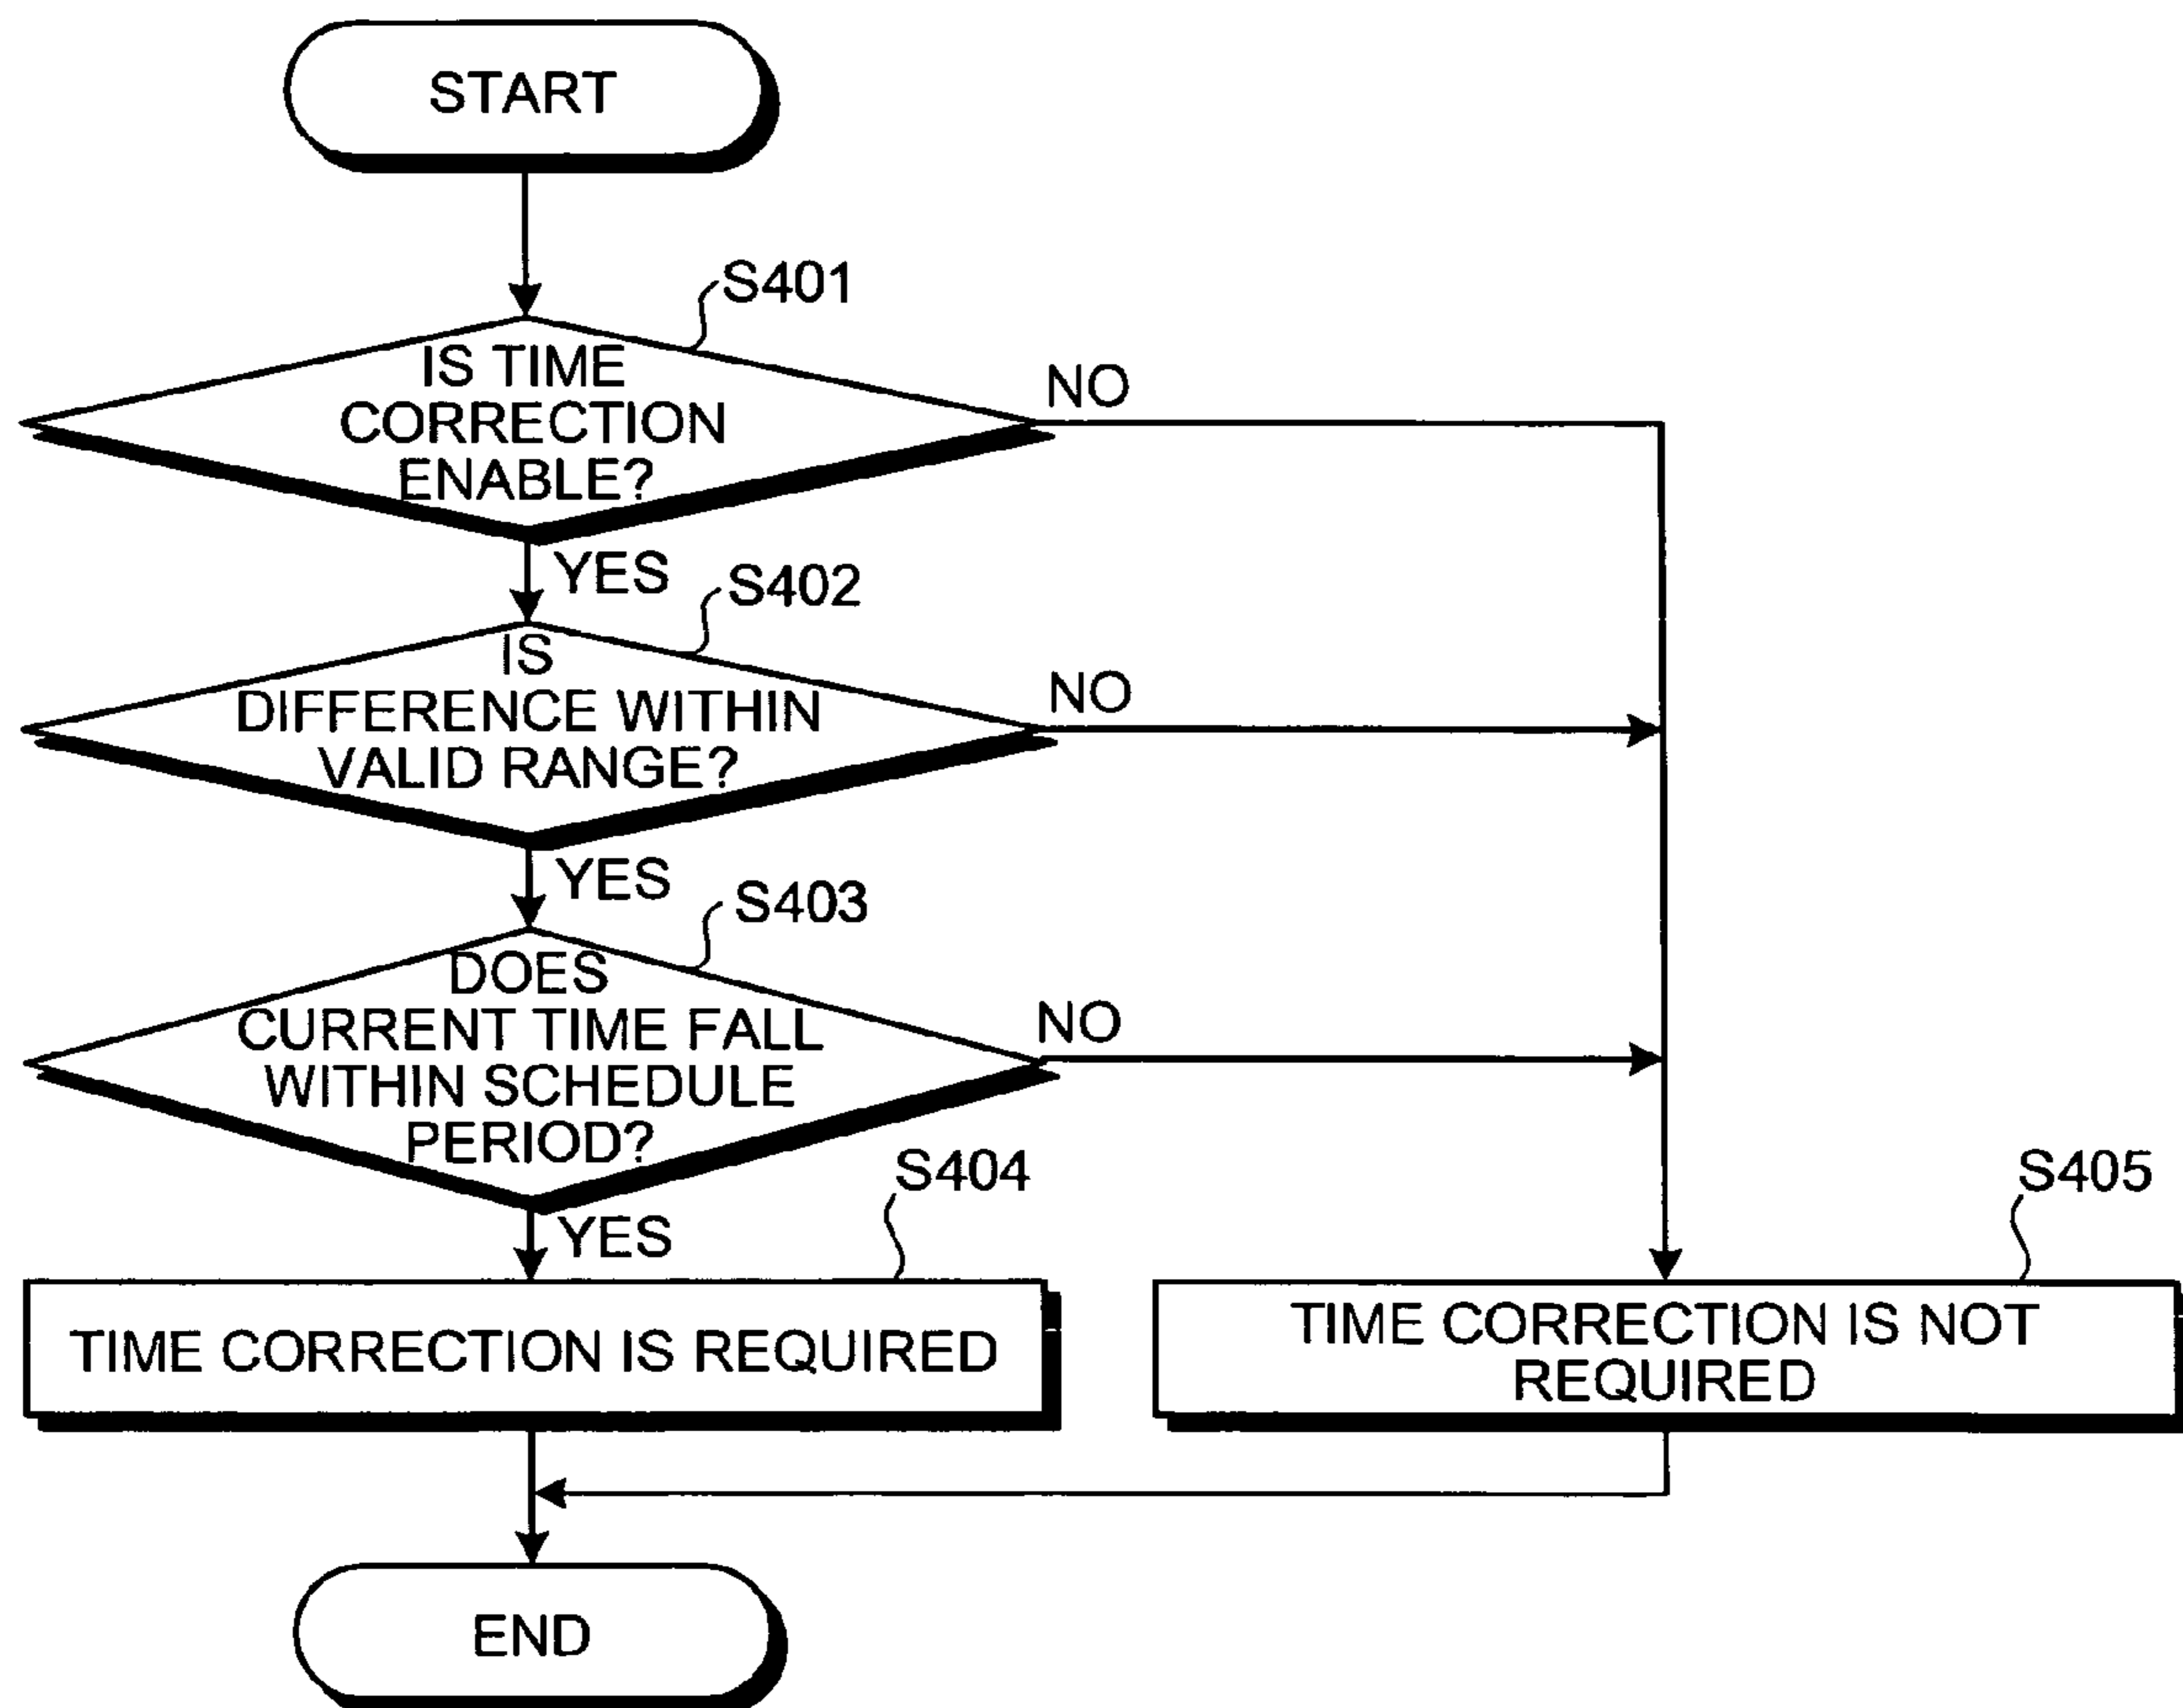 START
S401
IS TIME
CORRECTION
ENABLE?
NO
YES
S402
IS
DIFFERENCE WITHIN
VALID RANGE?
NO
YES
S403
DOES
CURRENT TIME FALL
WITHIN SCHEDULE
PERIOD?
NO
YES
S404
TIME CORRECTION IS REQUIRED
S405
TIME CORRECTION IS NOT
REQUIRED
END